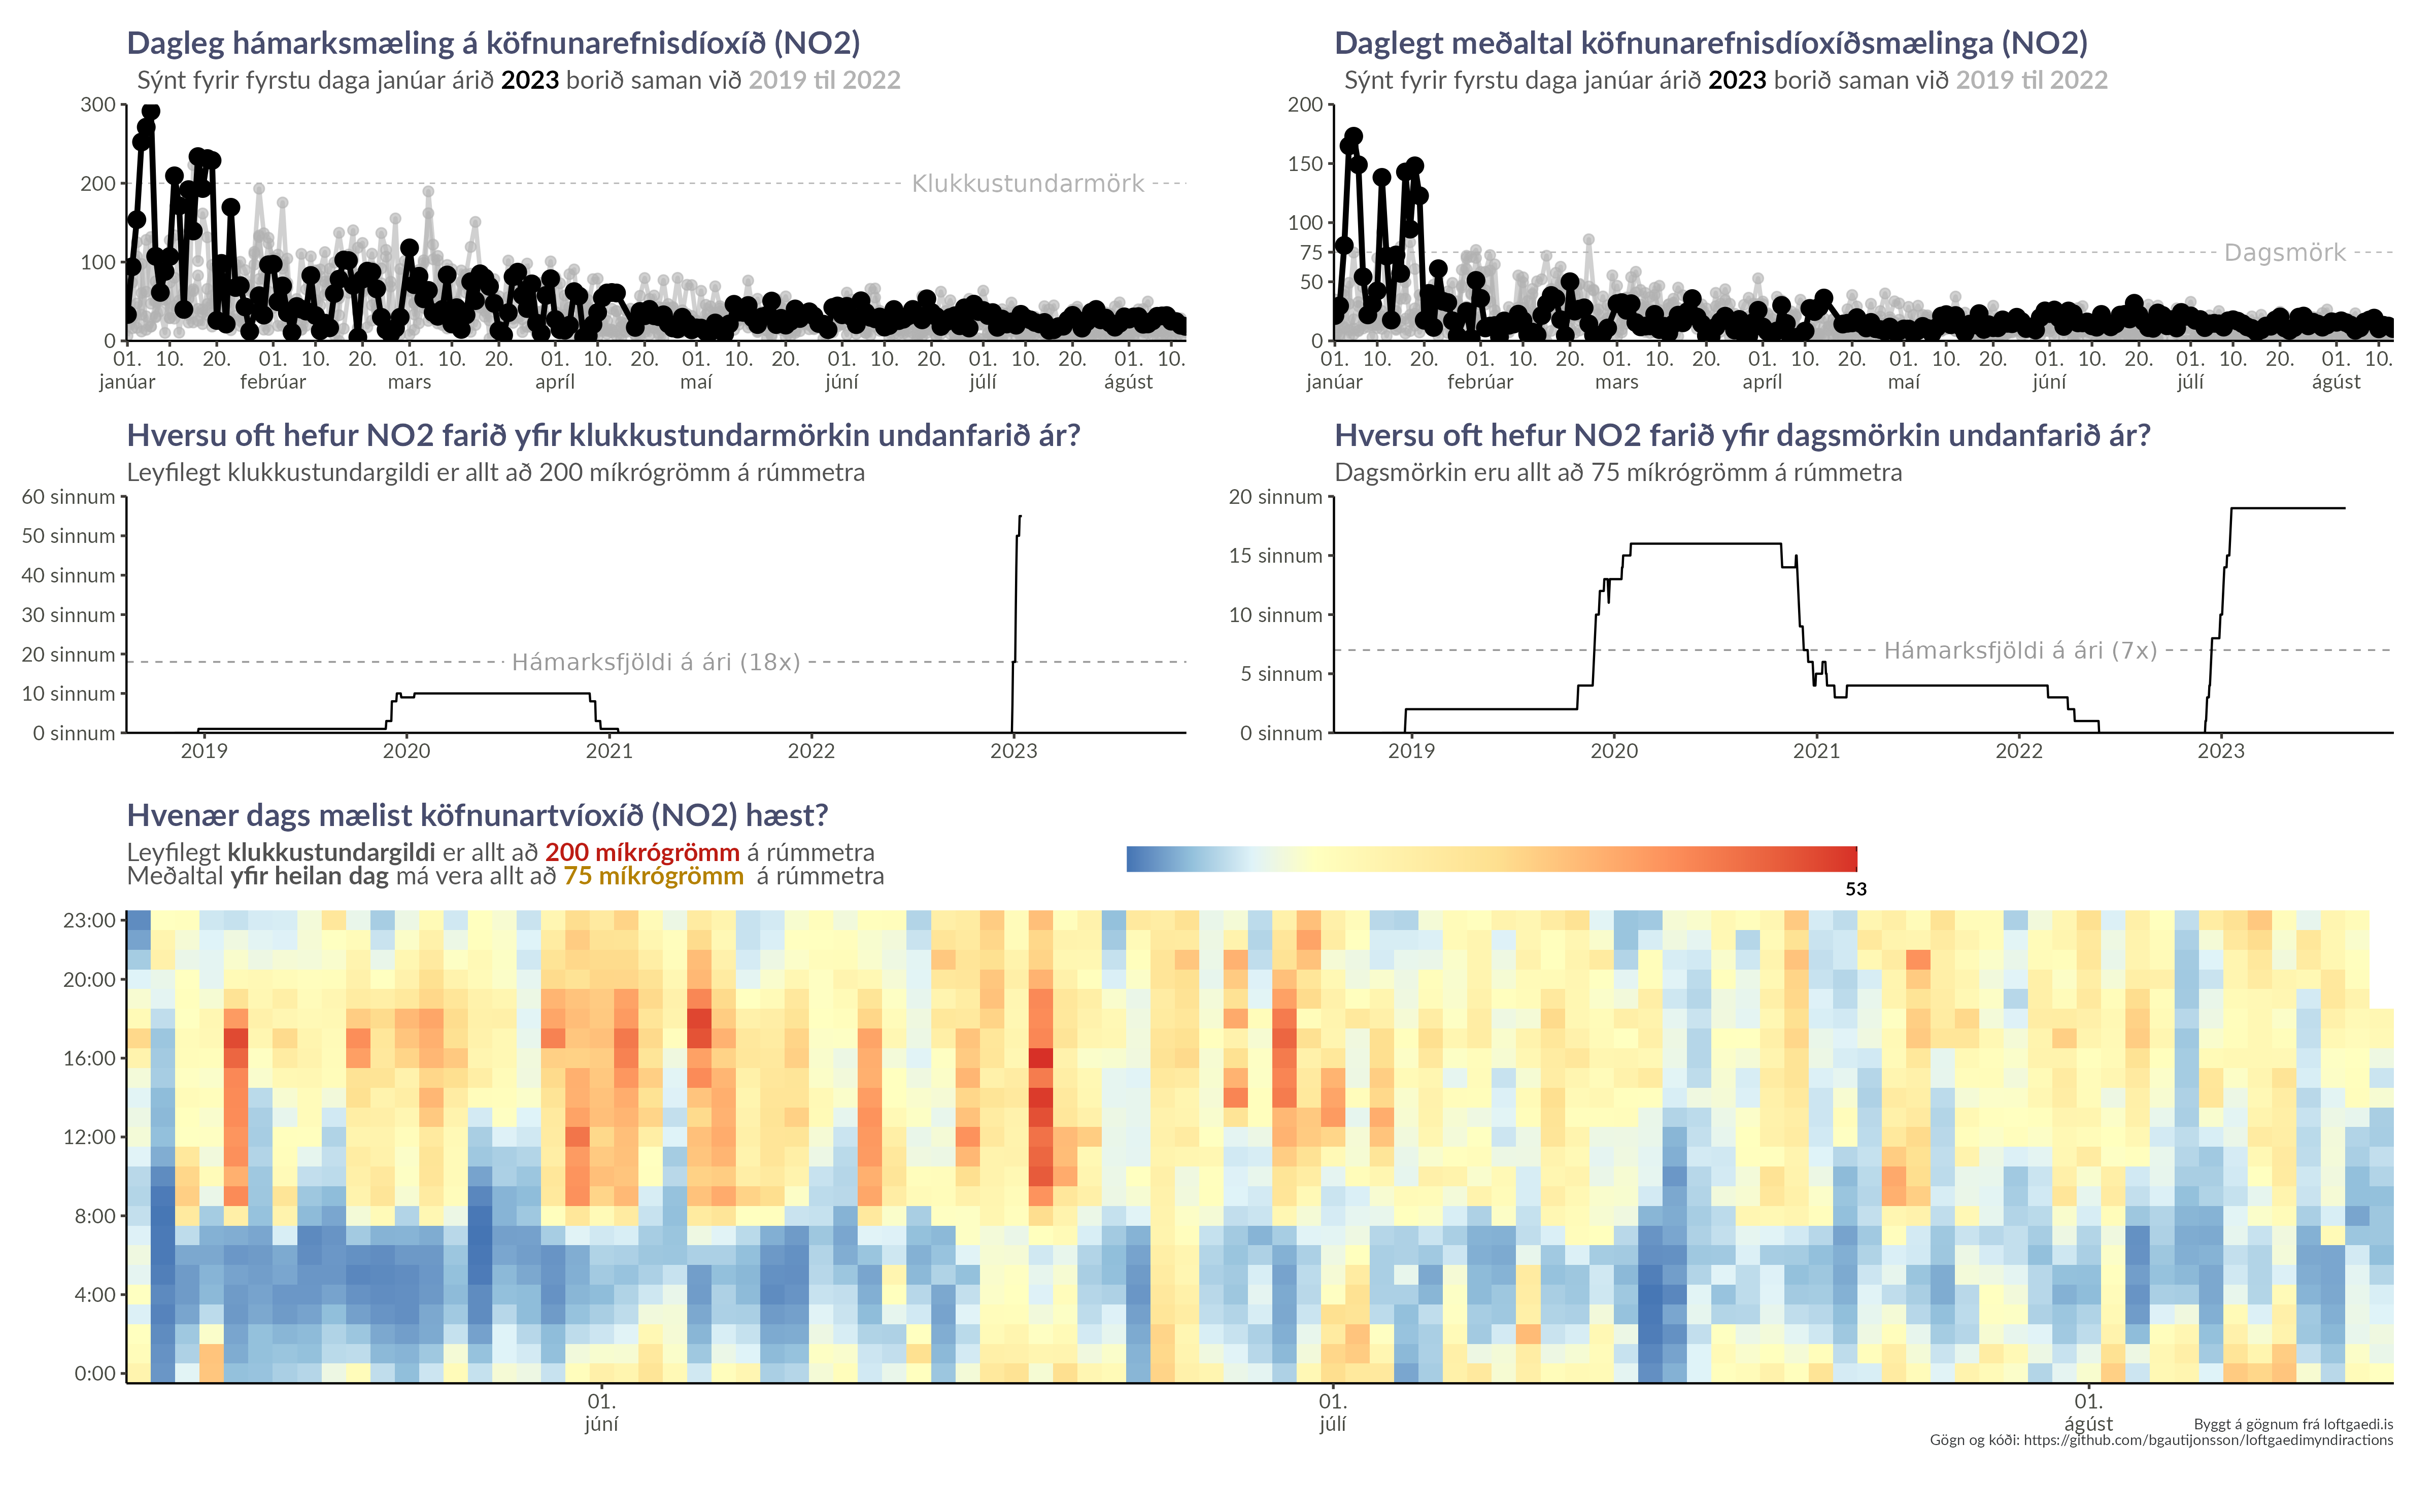 Dagleg hámarksmæling á köfnunarefnisdíoxíð (NO2)
Sýnt fyrir fyrstu daga janúar árið 2023 borið saman við 2019 til 2022
300
200
100
0
Klukkustundarmörk
01. 10. 20. 01. 10. 20. 01. 10. 20. 01. 10. 20. 01. 10. 20. 01. 10. 20. 01. 10. 20. 01. 10.
janúar febrúar mars apríl maí júní júlí ágúst
Daglegt meðaltal köfnunarefnisdíoxíðsmælinga (NO2)
Sýnt fyrir fyrstu daga janúar árið 2023 borið saman við 2019 til 2022
200
150
100
75
50
0
Dagsmörk
01. 10. 20. 01. 10. 20. 01. 10. 20. 01. 10. 20. 01. 10. 20. 01. 10. 20. 01. 10. 20. 01. 10.
janúar febrúar mars apríl maí júní júlí ágúst
Hversu oft hefur NO2 farið yfir klukkustundarmörkin undanfarið ár?
Leyfilegt klukkustundargildi er allt að 200 míkrógrömm á rúmmetra
60 sinnum
50 sinnum
40 sinnum
30 sinnum
20 sinnum
10 sinnum
0 sinnum
Hámarksfjöldi á ári (18x)
2019 2020 2021 2022 2023
Hversu oft hefur NO2 farið yfir dagsmörkin undanfarið ár?
Dagsmörkin eru allt að 75 míkrógrömm á rúmmetra
20 sinnum
15 sinnum
10 sinnum
5 sinnum
0 sinnum
Hámarksfjöldi á ári (7x)
2019 2020 2021 2022 2023
Hvenær dags mælist köfnunartvíoxíð (NO2) hæst?
Leyfilegt klukkustundargildi er allt að 200 míkrógrömm á rúmmetra
Meðaltal yfir heilan dag má vera allt að 75 míkrógrömm á rúmmetra
53
23:00
20:00
16:00
12:00
8:00
4:00
0:00
01. 01. 01.
júní júlí ágúst
Byggt á gögnum frá loftgaedi.is
Gögn og kóði: https://github.com/bgautijonsson/loftgaedimyndiractions